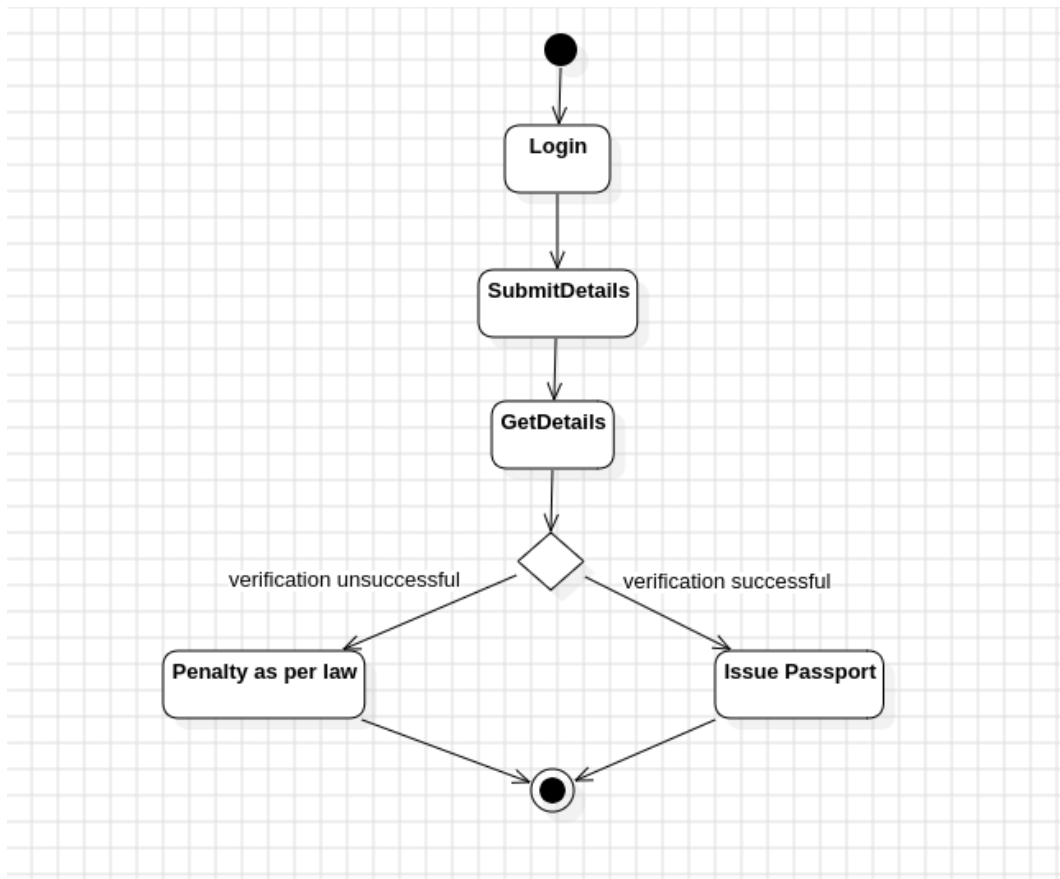 Login
SubmitDetails
GetDetails
verification unsuccessful
verification successful
Penalty as per law
Issue Passport